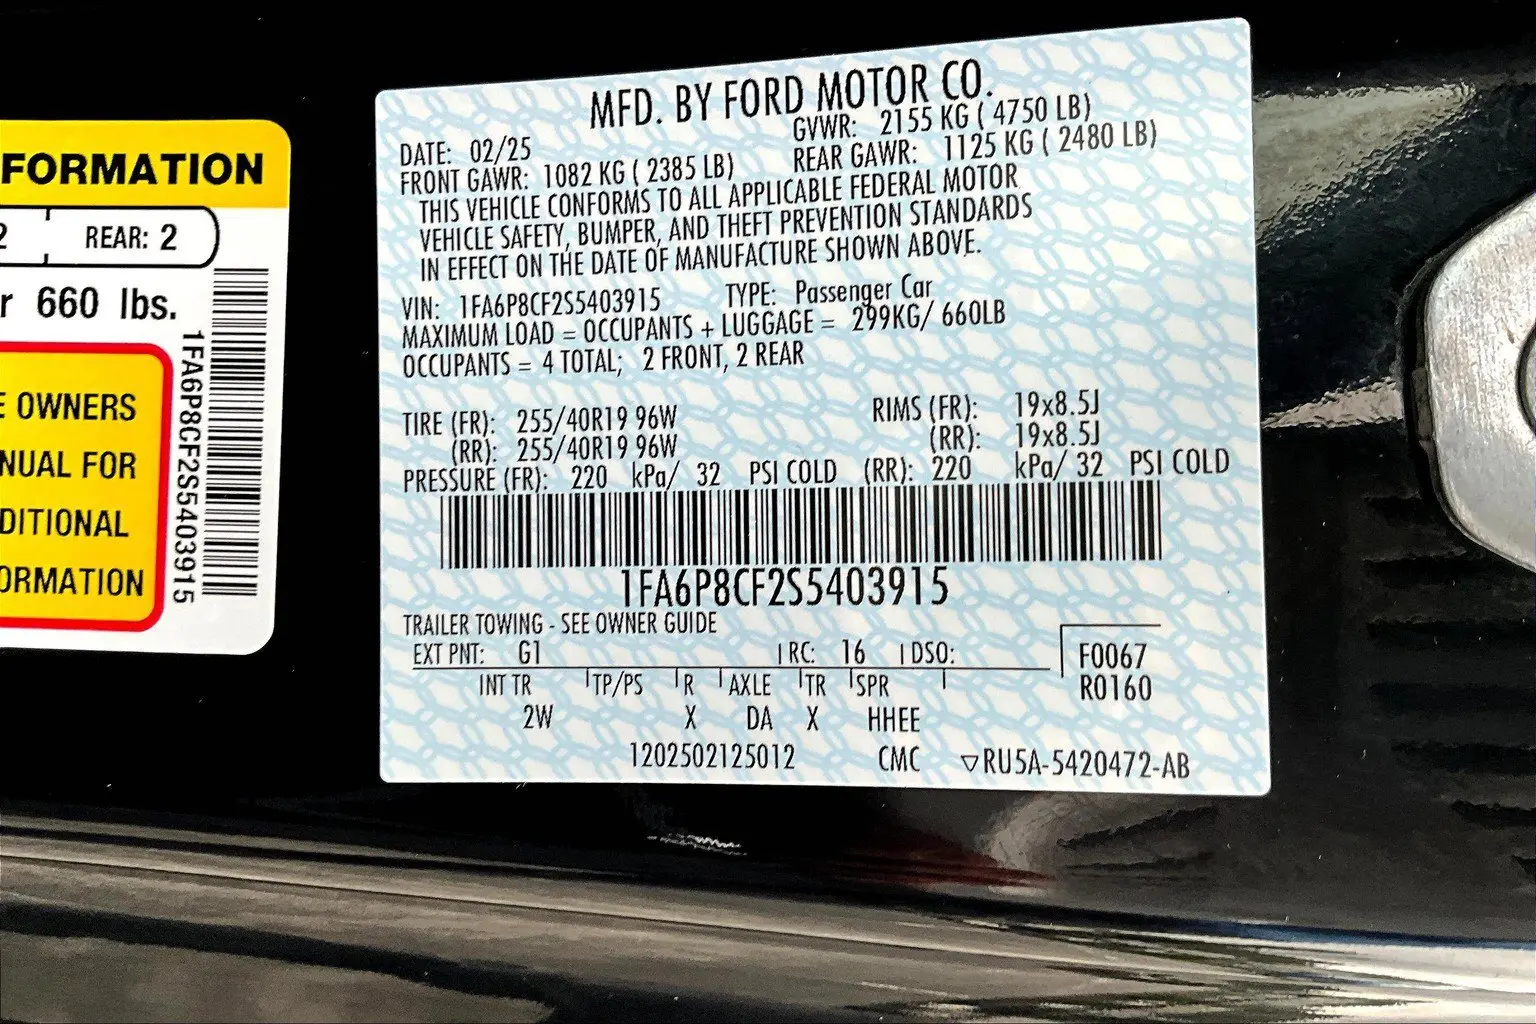 FORMATION
2 REAR: 2
r 660 lbs.
E OWNERS
NUAL FOR
DITIONAL
ORMATION
1FA6P8CF2S5403915
MFD. BY FORD MOTOR CO.
DATE: 02/25 GVWR: 2155 KG ( 4750 LB)
FRONT GAWR: 1082 KG ( 2385 LB) REAR GAWR: 1125 KG ( 2480 LB)
THIS VEHICLE CONFORMS TO ALL APPLICABLE FEDERAL MOTOR
VEHICLE SAFETY, BUMPER, AND THEFT PREVENTION STANDARDS
IN EFFECT ON THE DATE OF MANUFACTURE SHOWN ABOVE.
VIN: 1FA6P8CF2S5403915 TYPE: Passenger Car
MAXIMUM LOAD = OCCUPANTS + LUGGAGE = 299KG/ 660LB
OCCUPANTS = 4 TOTAL; 2 FRONT, 2 REAR
TIRE (FR): 255/40R19 96W RIMS (FR): 19x8.5J
(RR): 255/40R19 96W (RR): 19x8.5J
PRESSURE (FR): 220 kPa/ 32 PSI COLD (RR): 220 kPa/ 32 PSI COLD
1FA6P8CF2S5403915
TRAILER TOWING - SEE OWNER GUIDE
EXT PNT: G1 RC: 16 DSO: F0067
INT TR TP/PS R AXLE TR SPR R0160
2W X DA X HHEE
1202502125012 CMC ▽RU5A-5420472-AB